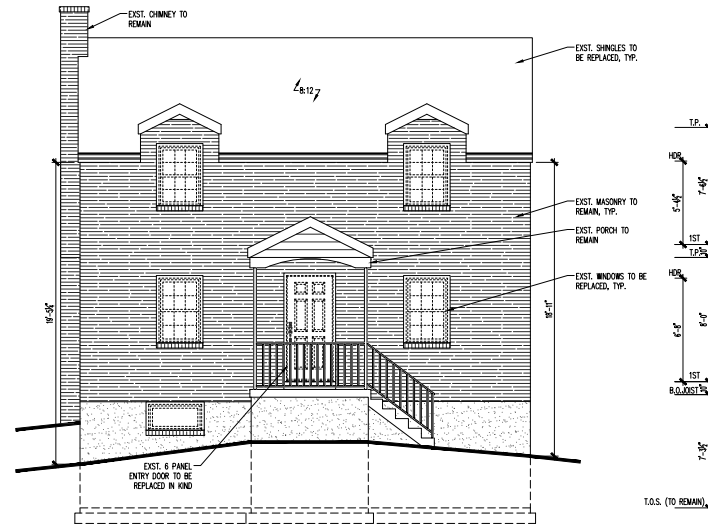 EXST. CHIMNEY TO
REMAIN
EXST. SHINGLES TO
BE REPLACED, TYP.
8:12
T.P.
HDR
EXST. MASONRY TO
REMAIN, TYP.
5'-4½"
7'-4½"
EXST. PORCH TO
REMAIN
1ST
T.P.
HDR
EXST. WINDOWS TO BE
REPLACED, TYP.
18'-11"
6'-8"
8'-0"
1ST
B.O.JOIST
EXST. 6 PANEL
ENTRY DOOR TO BE
REPLACED IN KIND
7'-3½"
T.O.S. (TO REMAIN)